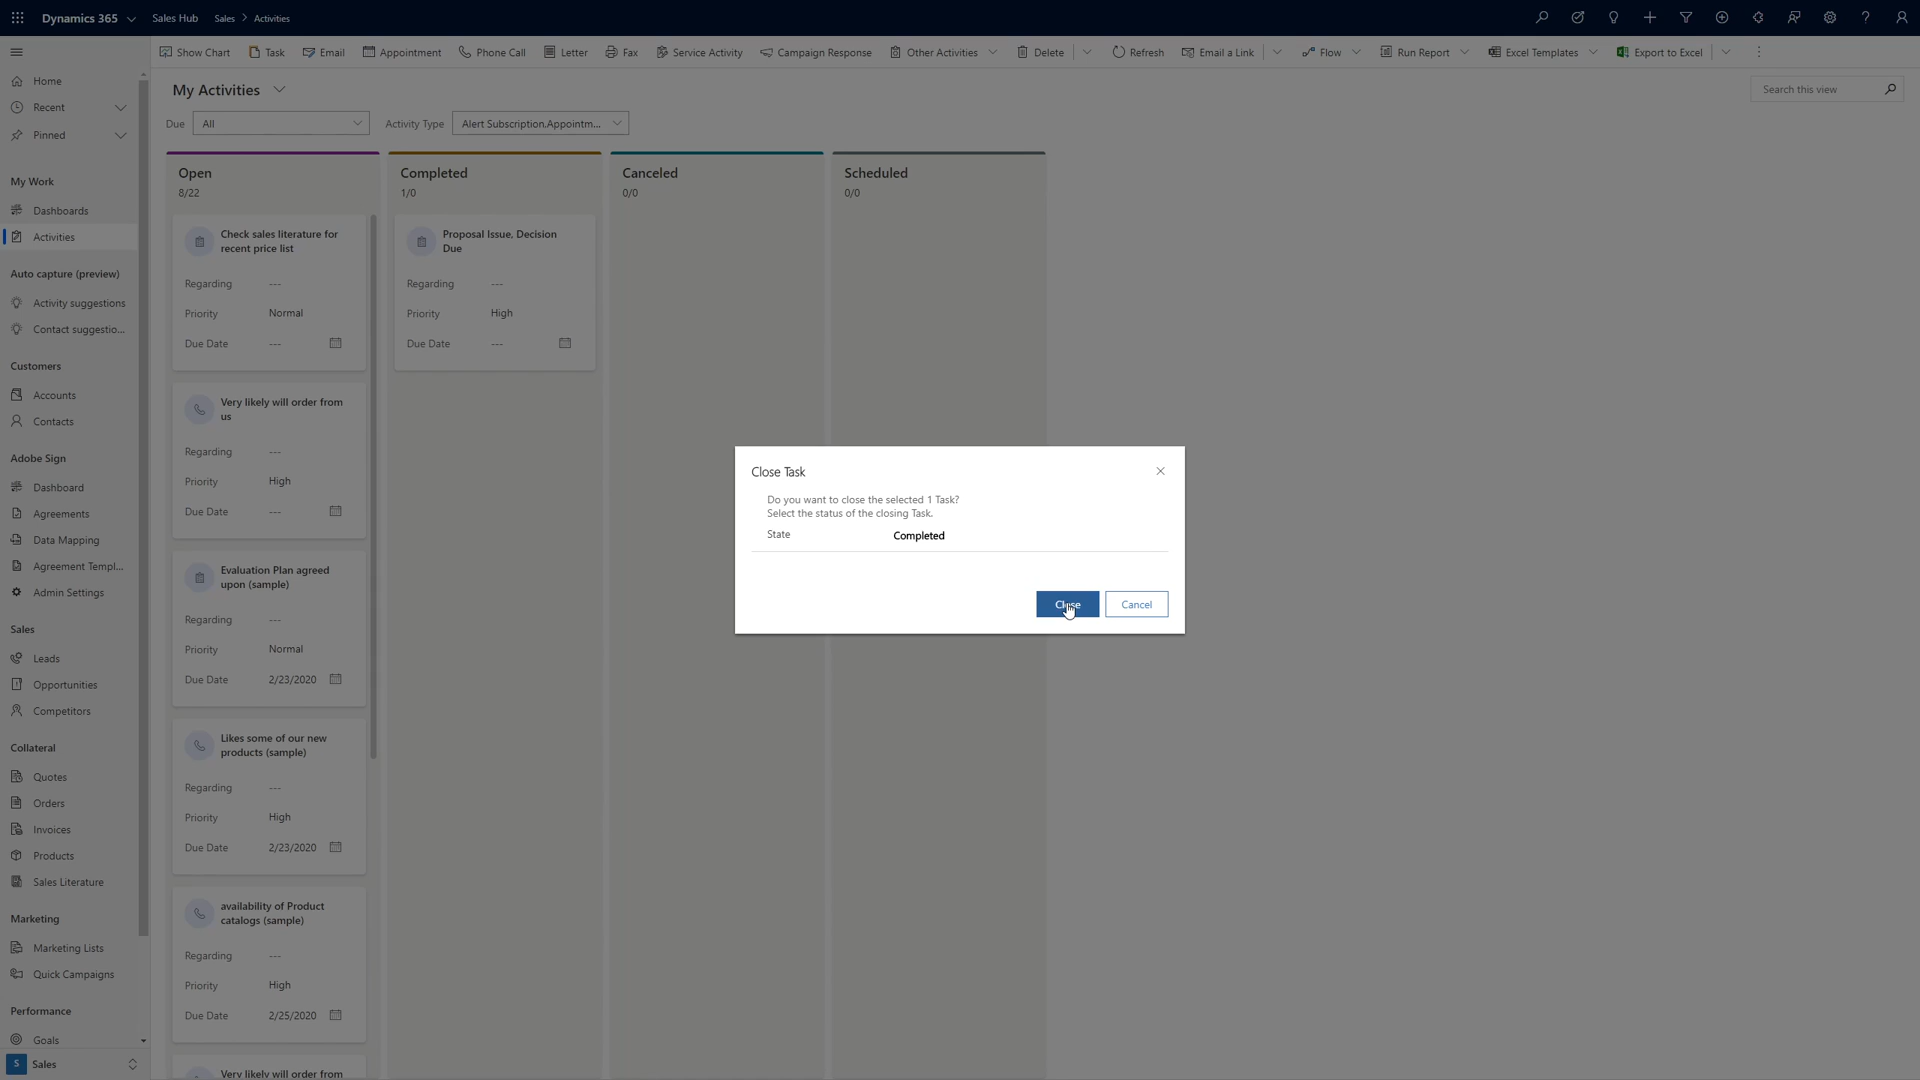 Dynamics 365
Sales Hub
Sales > Activities
Show Chart
Task
Email
Appointment
Phone Call
Letter
Fax
Service Activity
Campaign Response
Other Activities
Delete
Refresh
Email a Link
Flow
Run Report
Excel Templates
Export to Excel
Home
Recent
Pinned
My Work
Dashboards
Activities
Auto capture (preview)
Activity suggestions
Contact suggestio...
Customers
Accounts
Contacts
Adobe Sign
Dashboard
Agreements
Data Mapping
Agreement Templ...
Admin Settings
Sales
Leads
Opportunities
Competitors
Collateral
Quotes
Orders
Invoices
Products
Sales Literature
Marketing
Marketing Lists
Quick Campaigns
Performance
Goals
S Sales
My Activities
Search this view
Due All
Activity Type Alert Subscription.Appointm...
Open
8/22
Check sales literature for
recent price list
Regarding ---
Priority Normal
Due Date ---
Very likely will order from
us
Regarding ---
Priority High
Due Date ---
Evaluation Plan agreed
upon (sample)
Regarding ---
Priority Normal
Due Date 2/23/2020
Likes some of our new
products (sample)
Regarding ---
Priority High
Due Date 2/23/2020
availability of Product
catalogs (sample)
Regarding ---
Priority High
Due Date 2/25/2020
Very likely will order from
Completed
1/0
Proposal Issue, Decision
Due
Regarding ---
Priority High
Due Date ---
Canceled
0/0
Scheduled
0/0
Close Task
Do you want to close the selected 1 Task?
Select the status of the closing Task.
State Completed
Close
Cancel